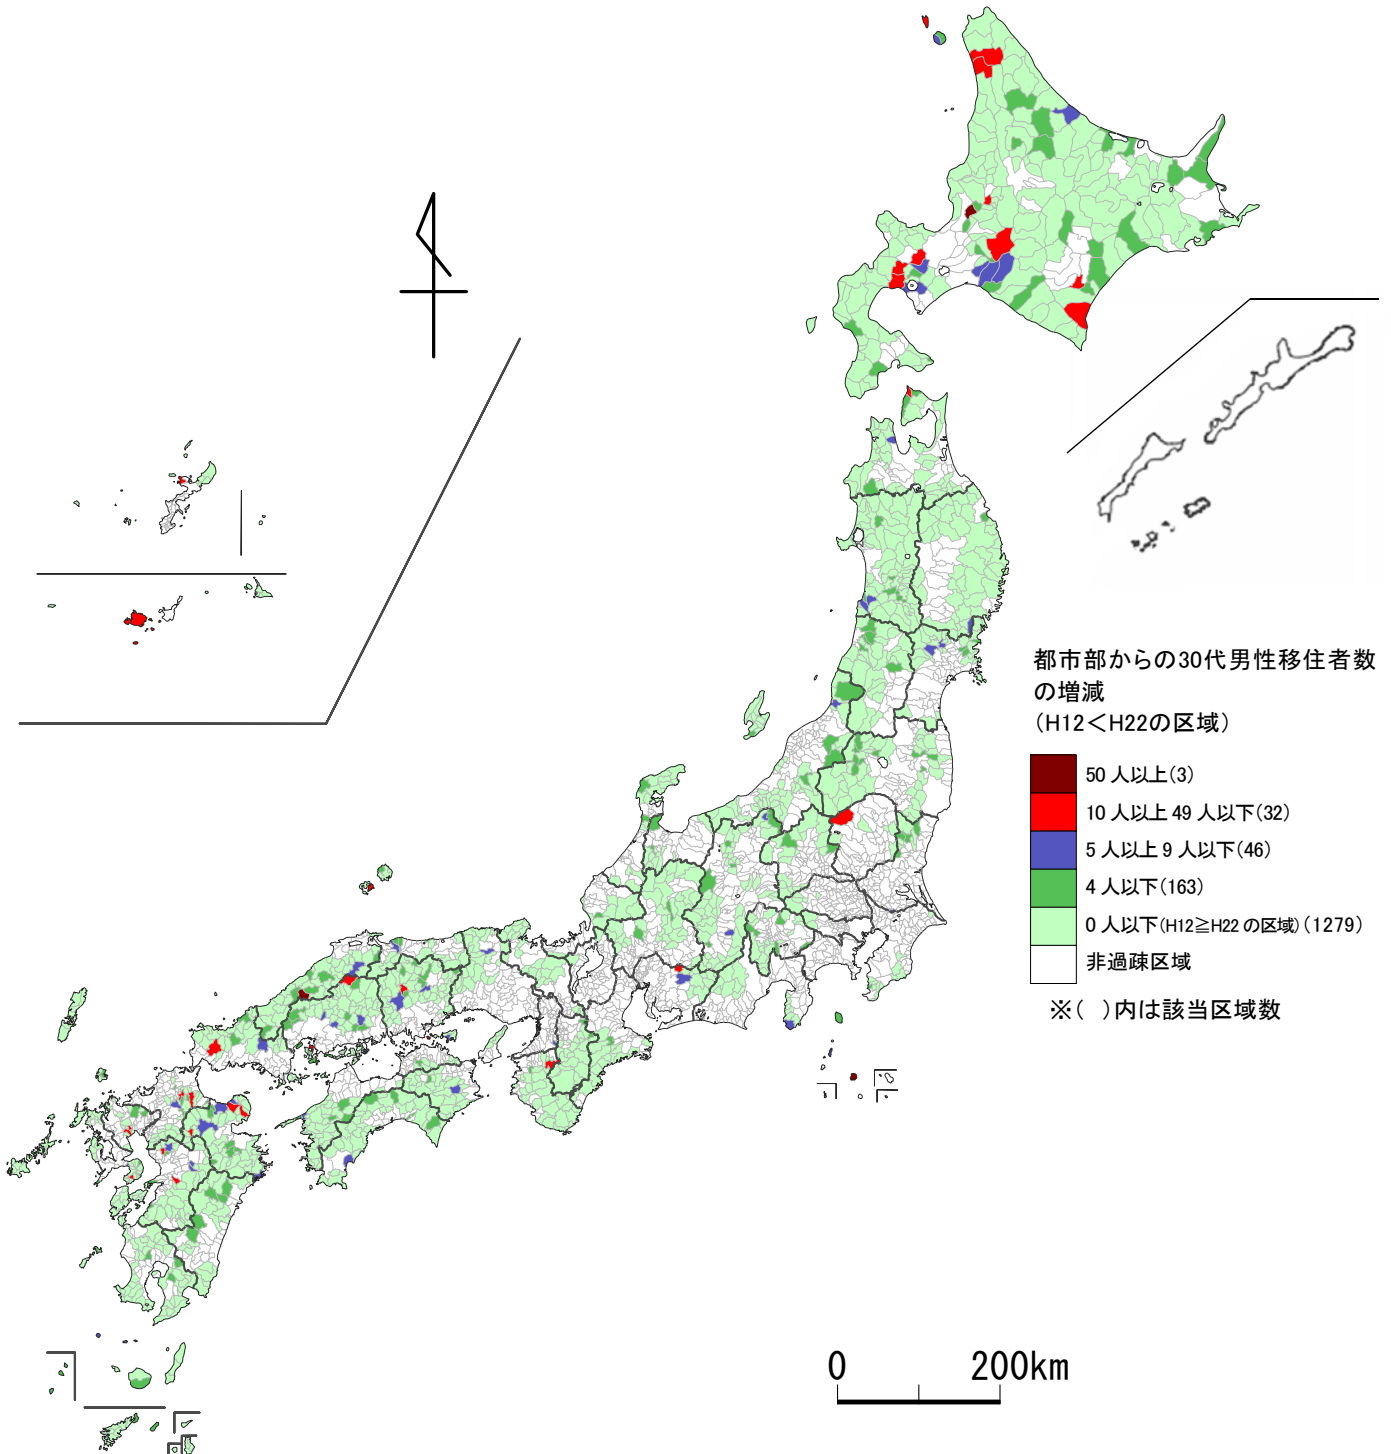 都市部からの30代男性移住者数
の増減
(H12<H22の区域)
50 人以上(3)
10 人以上 49 人以下(32)
5 人以上 9 人以下(46)
4 人以下(163)
0 人以下(H12≧H22 の区域)(1279)
非過疎区域
※( )内は該当区域数
0 200km